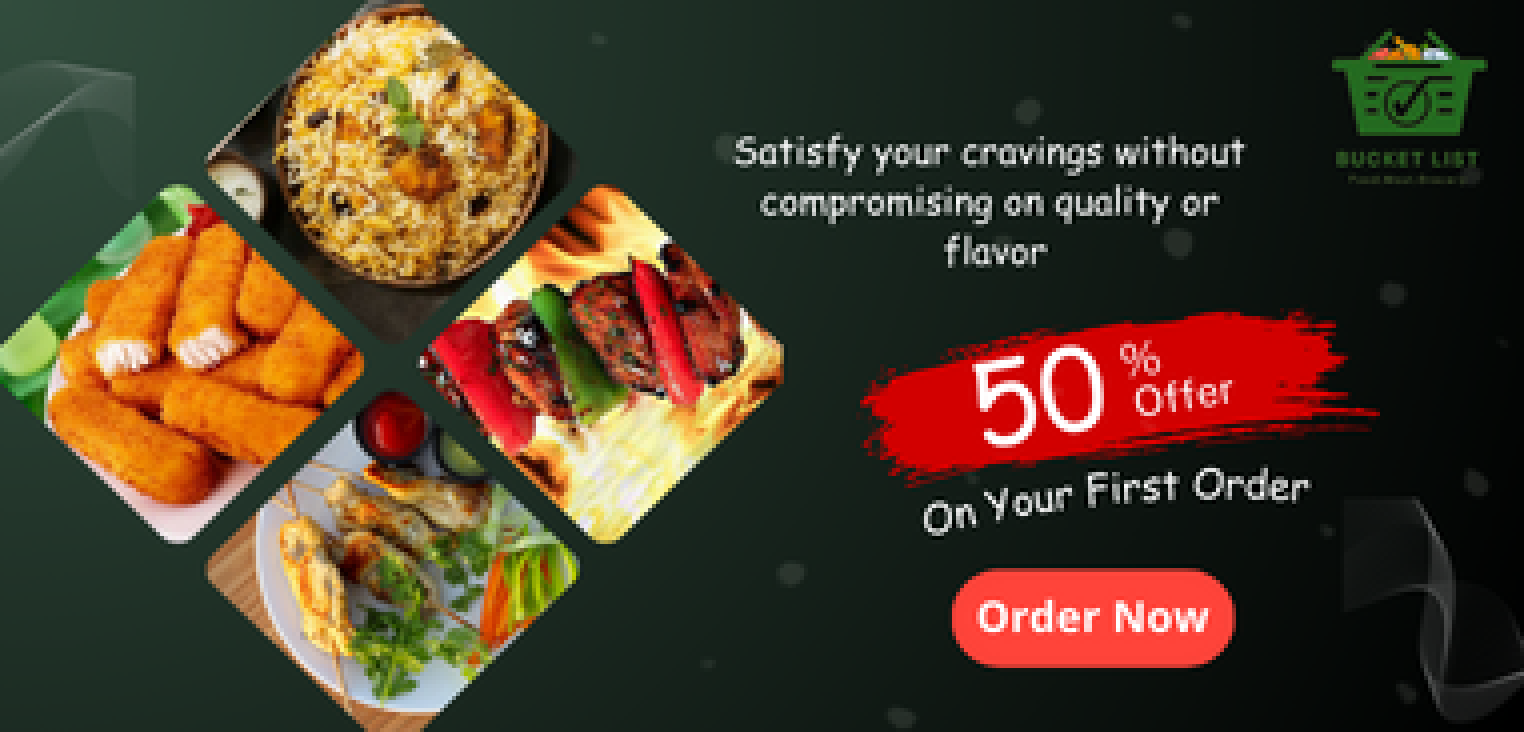 BUCKET LIST
Satisfy your cravings without
compromising on quality or
flavor
50 %
Offer
On Your First Order
Order Now